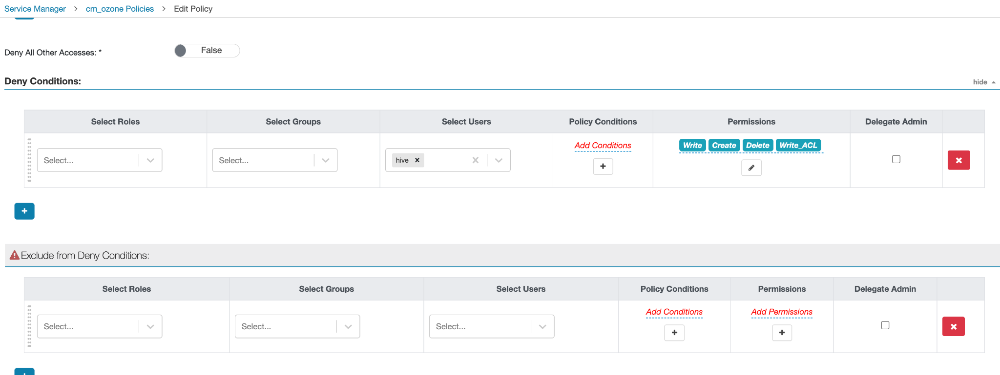 Service Manager > cm_ozone Policies > Edit Policy
Deny All Other Accesses: * False
Deny Conditions: hide
Select Roles Select Groups Select Users Policy Conditions Permissions Delegate Admin
Add Conditions Write Create Delete Write_ACL
Select... Select... hive
Exclude from Deny Conditions:
Select Roles Select Groups Select Users Policy Conditions Permissions Delegate Admin
Add Conditions Add Permissions
Select... Select... Select...